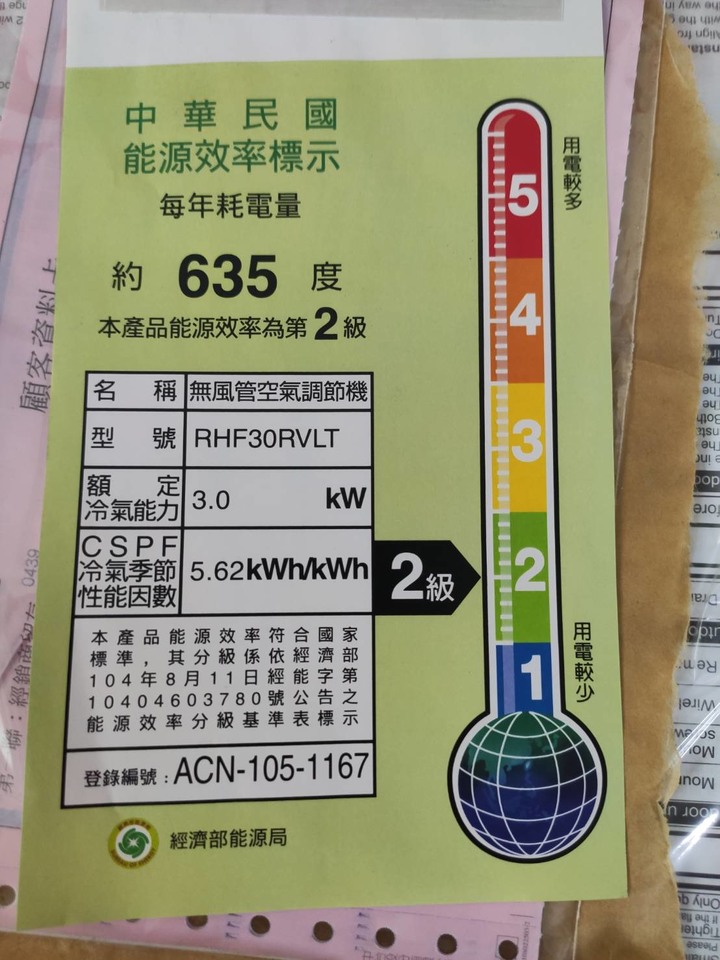 中華民國
能源效率標示
每年耗電量
約 635 度
本產品能源效率為第2級
名稱 無風管空氣調節機
型號 RHF30RVLT
額定
冷氣能力 3.0 kW
CSPF
冷氣季節
性能因數 5.62kWh/kWh
本產品能源效率符合國家
標準，其分級係依經濟部
104年8月11日經能字第
10404603780號公告之
能源效率分級基準表標示
登錄編號：ACN-105-1167
經濟部能源局
用電較多
5
4
3
2
2級
1
用電較少
顧客資料卡
0439